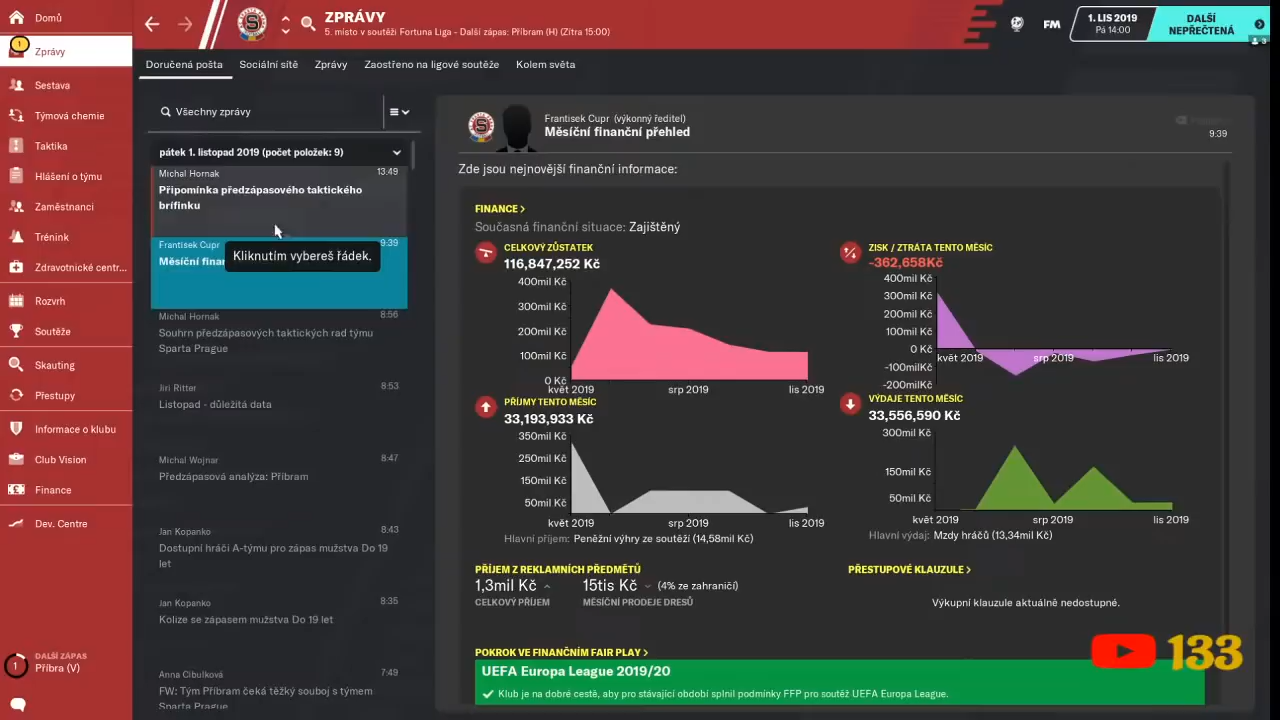 Domů
Zprávy
Sestava
Týmová chemie
Taktika
Hlášení o týmu
Zaměstnanci
Trénink
Zdravotnické centr...
Rozvrh
Soutěže
Skauting
Přestupy
Informace o klubu
Club Vision
Finance
Dev. Centre
1
DALŠÍ ZÁPAS
Příbra (V)
ZPRÁVY
5. místo v soutěži Fortuna Liga - Další zápas: Příbram (H) (Zítra 15:00)
FM
1. LIS 2019
Pá 14:00
DALŠÍ
NEPŘEČTENÁ
3
Doručená pošta
Sociální sítě
Zprávy
Zaostřeno na ligové soutěže
Kolem světa
Všechny zprávy
pátek 1. listopad 2019 (počet položek: 9)
Michal Hornak 13:49
Připomínka předzápasového taktického
brífinku
Frantisek Cupr 9:39
Měsíční finan
Kliknutím vybereš řádek.
Michal Hornak 8:56
Souhrn předzápasových taktických rad týmu
Sparta Prague
Jiri Ritter 8:53
Listopad - důležitá data
Michal Wojnar 8:47
Předzápasová analýza: Příbram
Jan Kopanko 8:43
Dostupní hráči A-týmu pro zápas mužstva Do 19
let
Jan Kopanko 8:35
Kolize se zápasem mužstva Do 19 let
Anna Cibulková 7:49
FW: Tým Příbram čeká těžký souboj s týmem
Sparta Prague
Frantisek Cupr (výkonný ředitel)
Měsíční finanční přehled
9:39
Zde jsou nejnovější finanční informace:
FINANCE >
Současná finanční situace: Zajištěný
CELKOVÝ ZŮSTATEK
116,847,252 Kč
400mil Kč
300mil Kč
200mil Kč
100mil Kč
0 Kč
květ 2019 srp 2019 lis 2019
ZISK / ZTRÁTA TENTO MĚSÍC
-362,658Kč
400mil Kč
300mil Kč
200mil Kč
100mil Kč
0 Kč
-100milKč
-200milKč
květ 2019 srp 2019 lis 2019
PŘÍJMY TENTO MĚSÍC
33,193,933 Kč
350mil Kč
250mil Kč
150mil Kč
50mil Kč
květ 2019 srp 2019 lis 2019
Hlavní příjem: Peněžní výhry ze soutěží (14,58mil Kč)
VÝDAJE TENTO MĚSÍC
33,556,590 Kč
300mil Kč
150mil Kč
50mil Kč
květ 2019 srp 2019 lis 2019
Hlavní výdaj: Mzdy hráčů (13,34mil Kč)
PŘÍJEM Z REKLAMNÍCH PŘEDMĚTŮ
1,3mil Kč 15tis Kč (4% ze zahraničí)
CELKOVÝ PŘÍJEM MĚSÍČNÍ PRODEJE DRESŮ
PŘESTUPOVÉ KLAUZULE >
Výkupní klauzule aktuálně nedostupné.
POKROK VE FINANČNÍM FAIR PLAY >
UEFA Europa League 2019/20
Klub je na dobré cestě, aby pro stávající období splnil podmínky FFP pro soutěž UEFA Europa League.
133